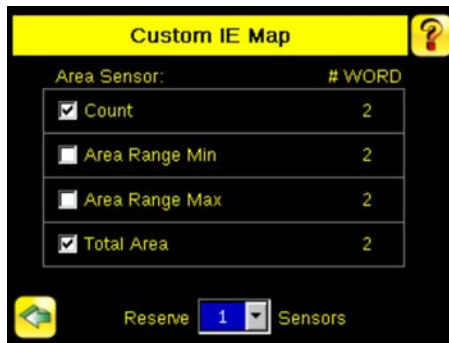 Custom IE Map
?
Area Sensor: # WORD
Count 2
Area Range Min 2
Area Range Max 2
Total Area 2
Reserve 1 Sensors